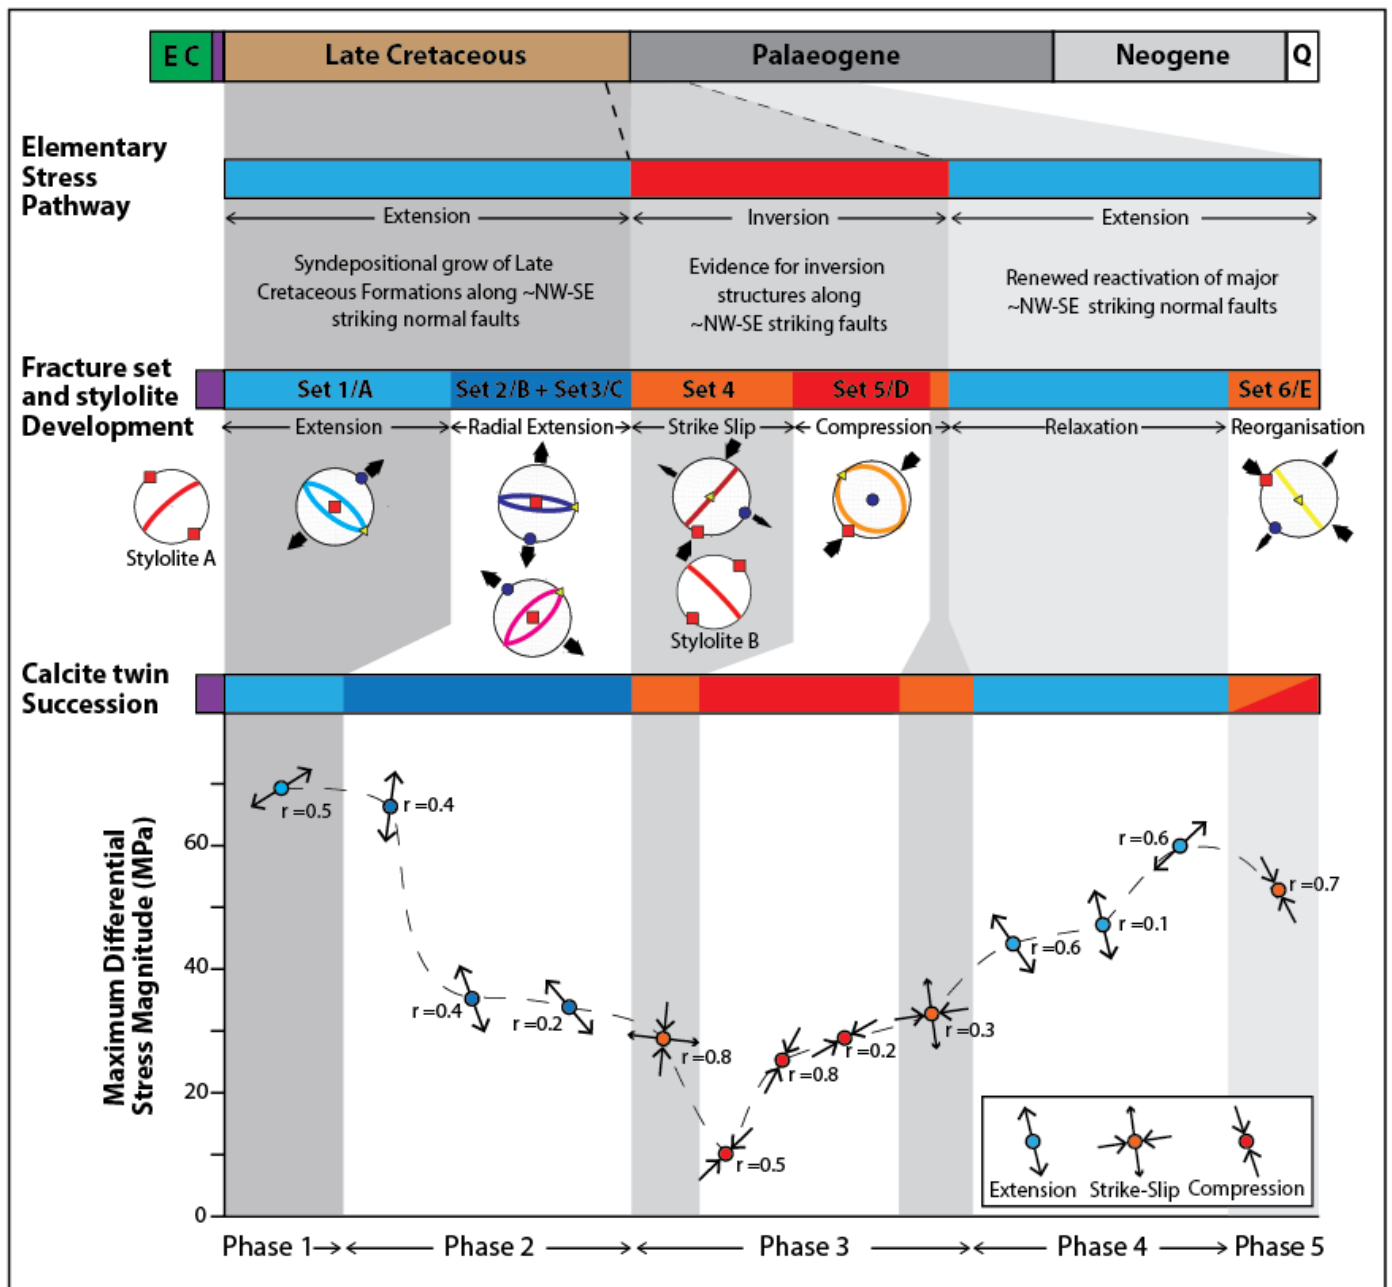 E C
Late Cretaceous
Palaeogene
Neogene
Q
Elementary
Stress
Pathway
Extension
Inversion
Extension
Syndepositional grow of Late
Cretaceous Formations along ~NW-SE
striking normal faults
Evidence for inversion
structures along
~NW-SE striking faults
Renewed reactivation of major
~NW-SE striking normal faults
Fracture set
and stylolite
Development
Set 1/A
Set 2/B + Set3/C
Set 4
Set 5/D
Set 6/E
Extension
Radial Extension
Strike Slip
Compression
Relaxation
Reorganisation
Stylolite A
Stylolite B
Calcite twin
Succession
Maximum Differential
Stress Magnitude (MPa)
60
40
20
0
r =0.5
r =0.4
r =0.4
r =0.2
r =0.8
r =0.5
r =0.8
r =0.2
r =0.3
r =0.6
r =0.1
r =0.6
r =0.7
Extension
Strike-Slip
Compression
Phase 1
Phase 2
Phase 3
Phase 4
Phase 5